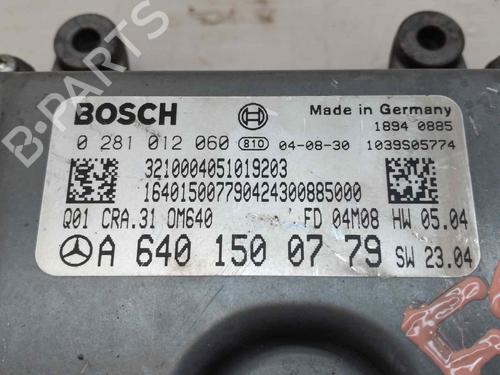 B-PARTS
BOSCH
Made in Germany
0 281 012 060 810 04-08-30
1894 0885
1039S05774
3210004051019203
164015007790424300885000
Q01 CRA.31 OM640 FD 04M08 HW 05.04
A 640 150 07 79 SW 23.04